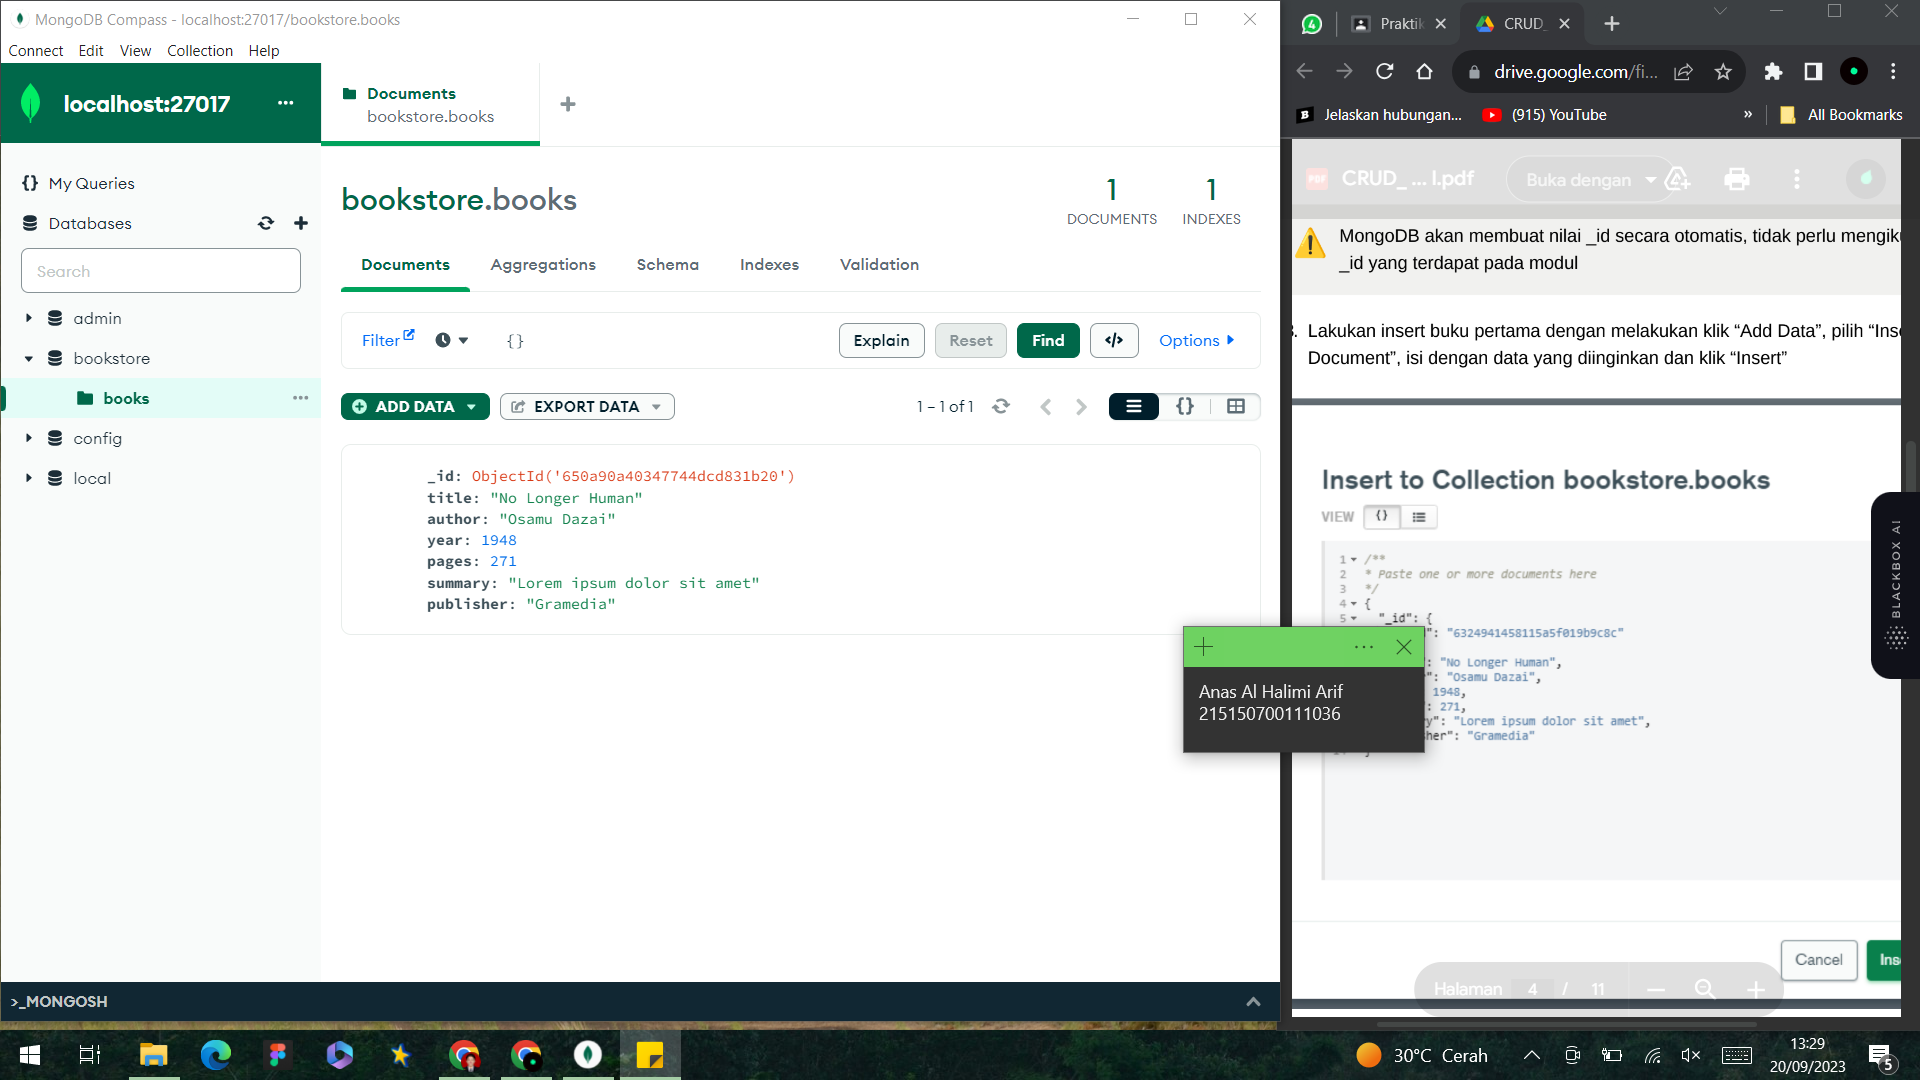 MongoDB Compass - localhost:27017/bookstore.books
Connect Edit View Collection Help
localhost:27017
Documents
bookstore.books
My Queries
Databases
Search
admin
bookstore
books
config
local
bookstore.books
1
DOCUMENTS
1
INDEXES
Documents Aggregations Schema Indexes Validation
Filter
{}
Explain Reset Find </> Options
ADD DATA EXPORT DATA 1 – 1 of 1
_id: ObjectId('650a90a40347744dcd831b20')
title: "No Longer Human"
author: "Osamu Dazai"
year: 1948
pages: 271
summary: "Lorem ipsum dolor sit amet"
publisher: "Gramedia"
>_MONGOSH
4 Praktik CRUD_
drive.google.com/fi...
Jelaskan hubungan... (915) YouTube » All Bookmarks
PDF CRUD_ ... l.pdf Buka dengan
MongoDB akan membuat nilai _id secara otomatis, tidak perlu mengiku
_id yang terdapat pada modul
3. Lakukan insert buku pertama dengan melakukan klik “Add Data”, pilih “Inse
Document”, isi dengan data yang diinginkan dan klik “Insert”
Insert to Collection bookstore.books
VIEW {}
1 /**
2 * Paste one or more documents here
3 */
4 {
5 "_id": {
": "6324941458115a5f019b9c8c"
": "No Longer Human",
": "Osamu Dazai",
1948,
: 271,
y": "Lorem ipsum dolor sit amet",
her": "Gramedia"
}
Cancel Ins
Halaman 4 / 11
BLACKBOX AI
Anas Al Halimi Arif
215150700111036
30°C Cerah
13:29
20/09/2023
5